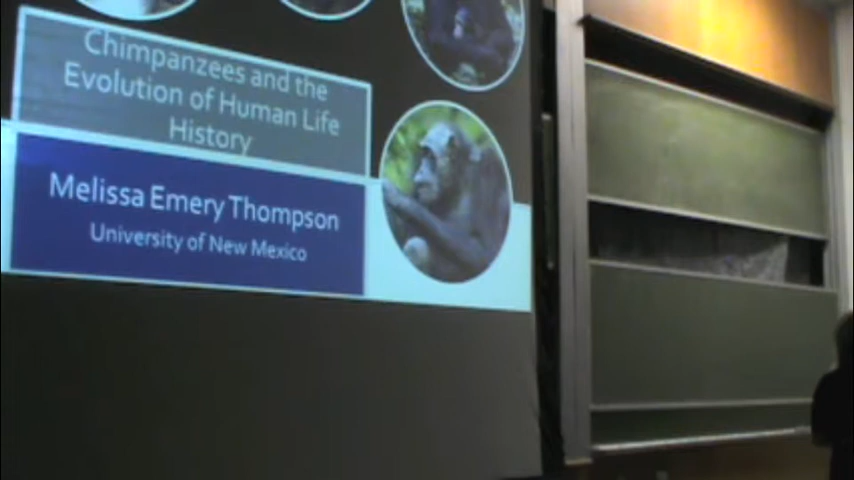 Chimpanzees and the
Evolution of Human Life
History
Melissa Emery Thompson
University of New Mexico